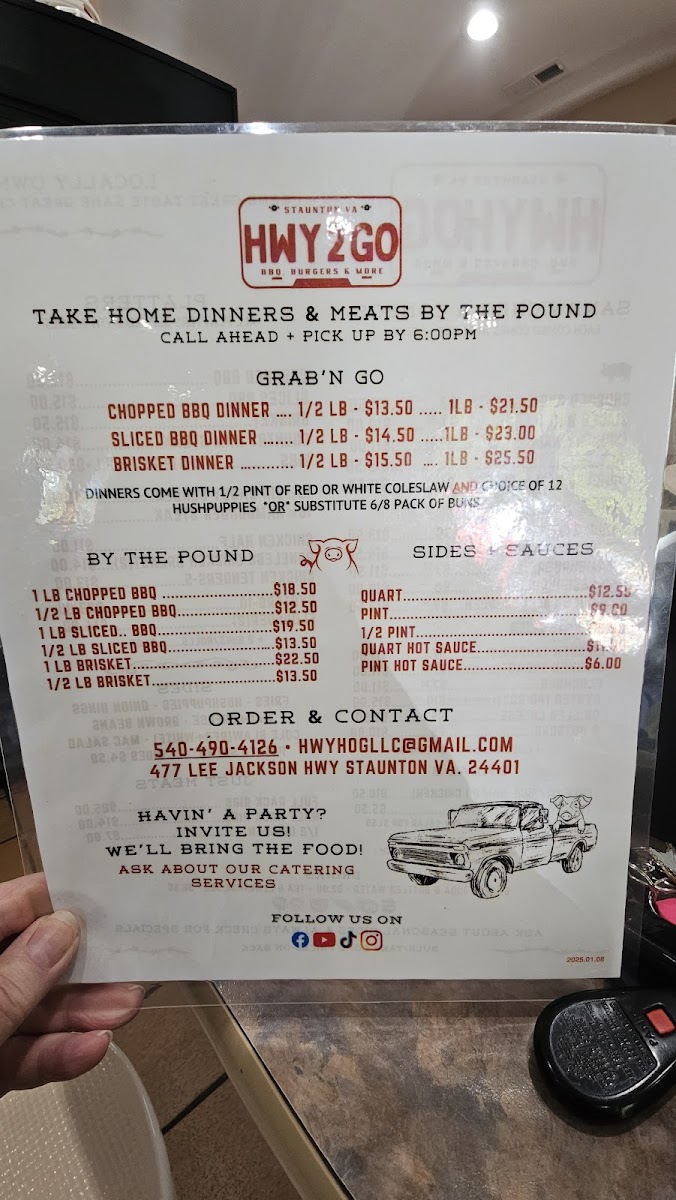 STAUNTON VA
HWY 2 GO
BBQ BURGERS & MORE
TAKE HOME DINNERS & MEATS BY THE POUND
CALL AHEAD + PICK UP BY 6:00PM
GRAB'N GO
CHOPPED BBQ DINNER .... 1/2 LB - $13.50 ..... 1LB - $21.50
SLICED BBQ DINNER ....... 1/2 LB - $14.50 .....1LB - $23.00
BRISKET DINNER ............ 1/2 LB - $15.50 .... 1LB - $25.50
DINNERS COME WITH 1/2 PINT OF RED OR WHITE COLESLAW AND CHOICE OF 12
HUSHPUPPIES *OR* SUBSTITUTE 6/8 PACK OF BUNS
BY THE POUND
1 LB CHOPPED BBQ ........................$18.50
1/2 LB CHOPPED BBQ.....................$12.50
1 LB SLICED.. BBQ.........................$19.50
1/2 LB SLICED BBQ.......................$13.50
1 LB BRISKET...............................$22.50
1/2 LB BRISKET...........................$13.50
SIDES + SAUCES
QUART.........................................$12.50
PINT............................................$9.00
1/2 PINT.......................................
QUART HOT SAUCE.........................
PINT HOT SAUCE...........................$6.00
ORDER & CONTACT
540-490-4126 • HWYHOGLLC@GMAIL.COM
477 LEE JACKSON HWY STAUNTON VA. 24401
HAVIN' A PARTY?
INVITE US!
WE'LL BRING THE FOOD!
ASK ABOUT OUR CATERING
SERVICES
FOLLOW US ON
2025.01.08